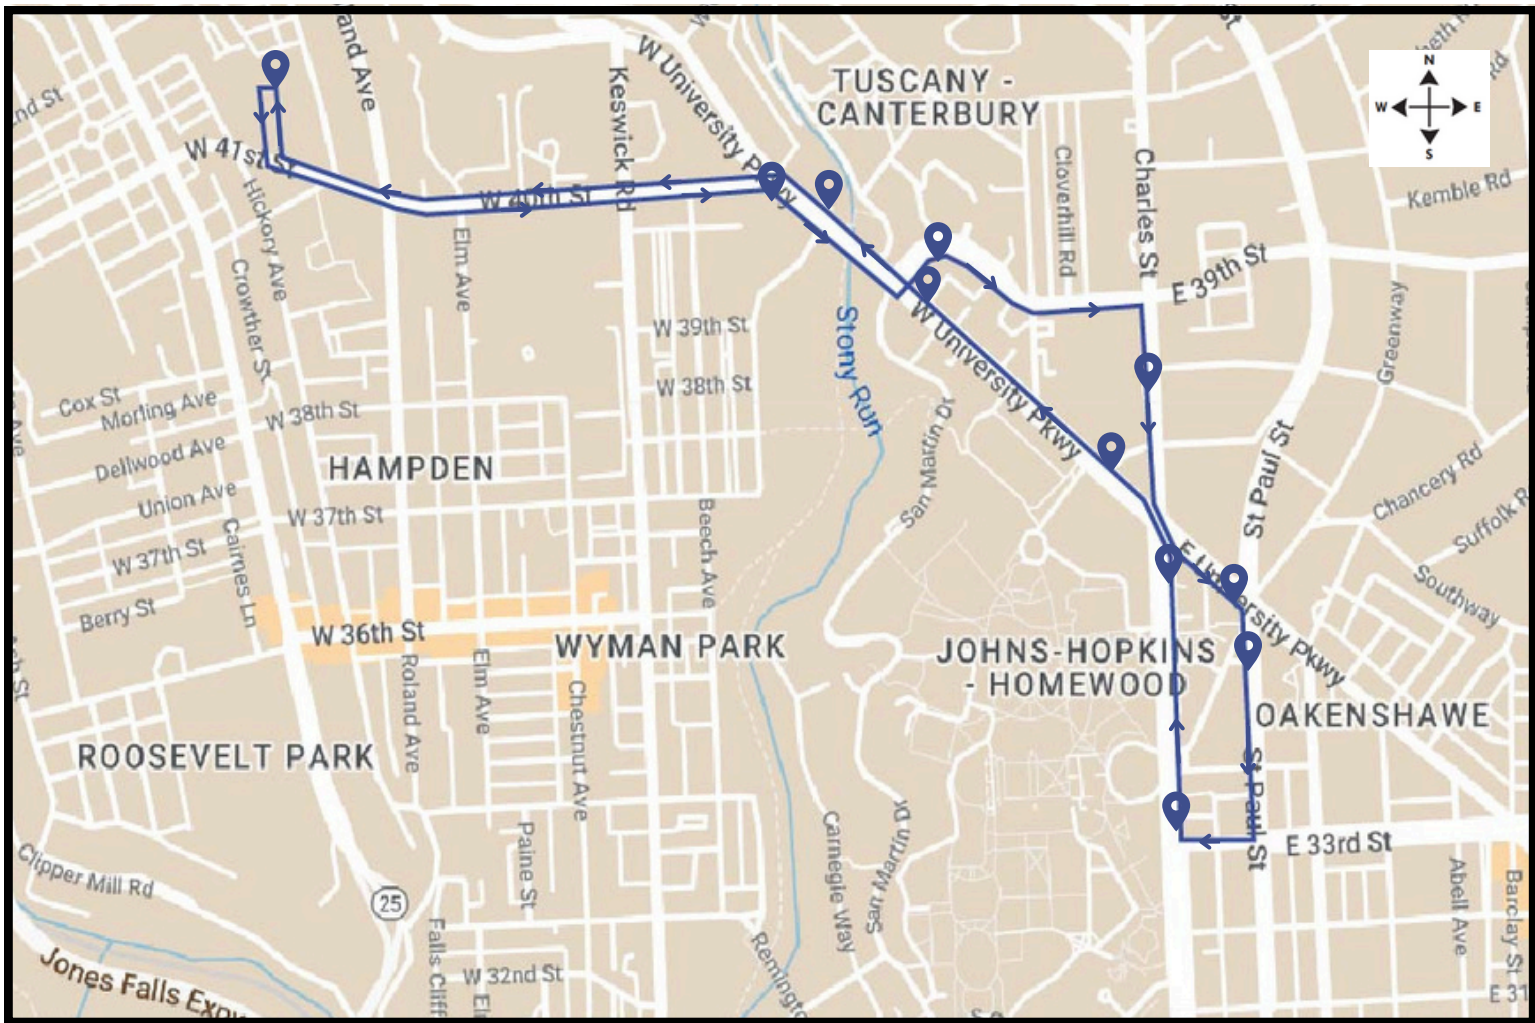 and Ave
W University Pkwy
TUSCANY -
CANTERBURY
N
W
E
S
Keswick Rd
nd St
W 41st St
Hickory Ave
W 40th St
Cloverhill Rd
Charles St
Kemble Rd
E 39th St
Crowther St
Elm Ave
W 39th St
W 38th St
Stony Run
W University Pkwy
Greenway
Cox St
Morling Ave
W 38th St
Dellwood Ave
HAMPDEN
San Martin Dr
St Paul St
Chancery Rd
Suffolk R
Union Ave
W 37th St
W 37th St
Cairnes Ln
Beech Ave
E University Pkwy
Southway
Berry St
W 36th St
WYMAN PARK
JOHNS-HOPKINS
- HOMEWOOD
OAKENSHAWE
Roland Ave
Elm Ave
Chestnut Ave
ROOSEVELT PARK
St Paul St
E 33rd St
Clipper Mill Rd
25
Paine St
Carnegie Way
San Martin Dr
Abell Ave
Barclay St
Falls Cliff
W 32nd St
Remingto
Jones Falls Expy
E 31